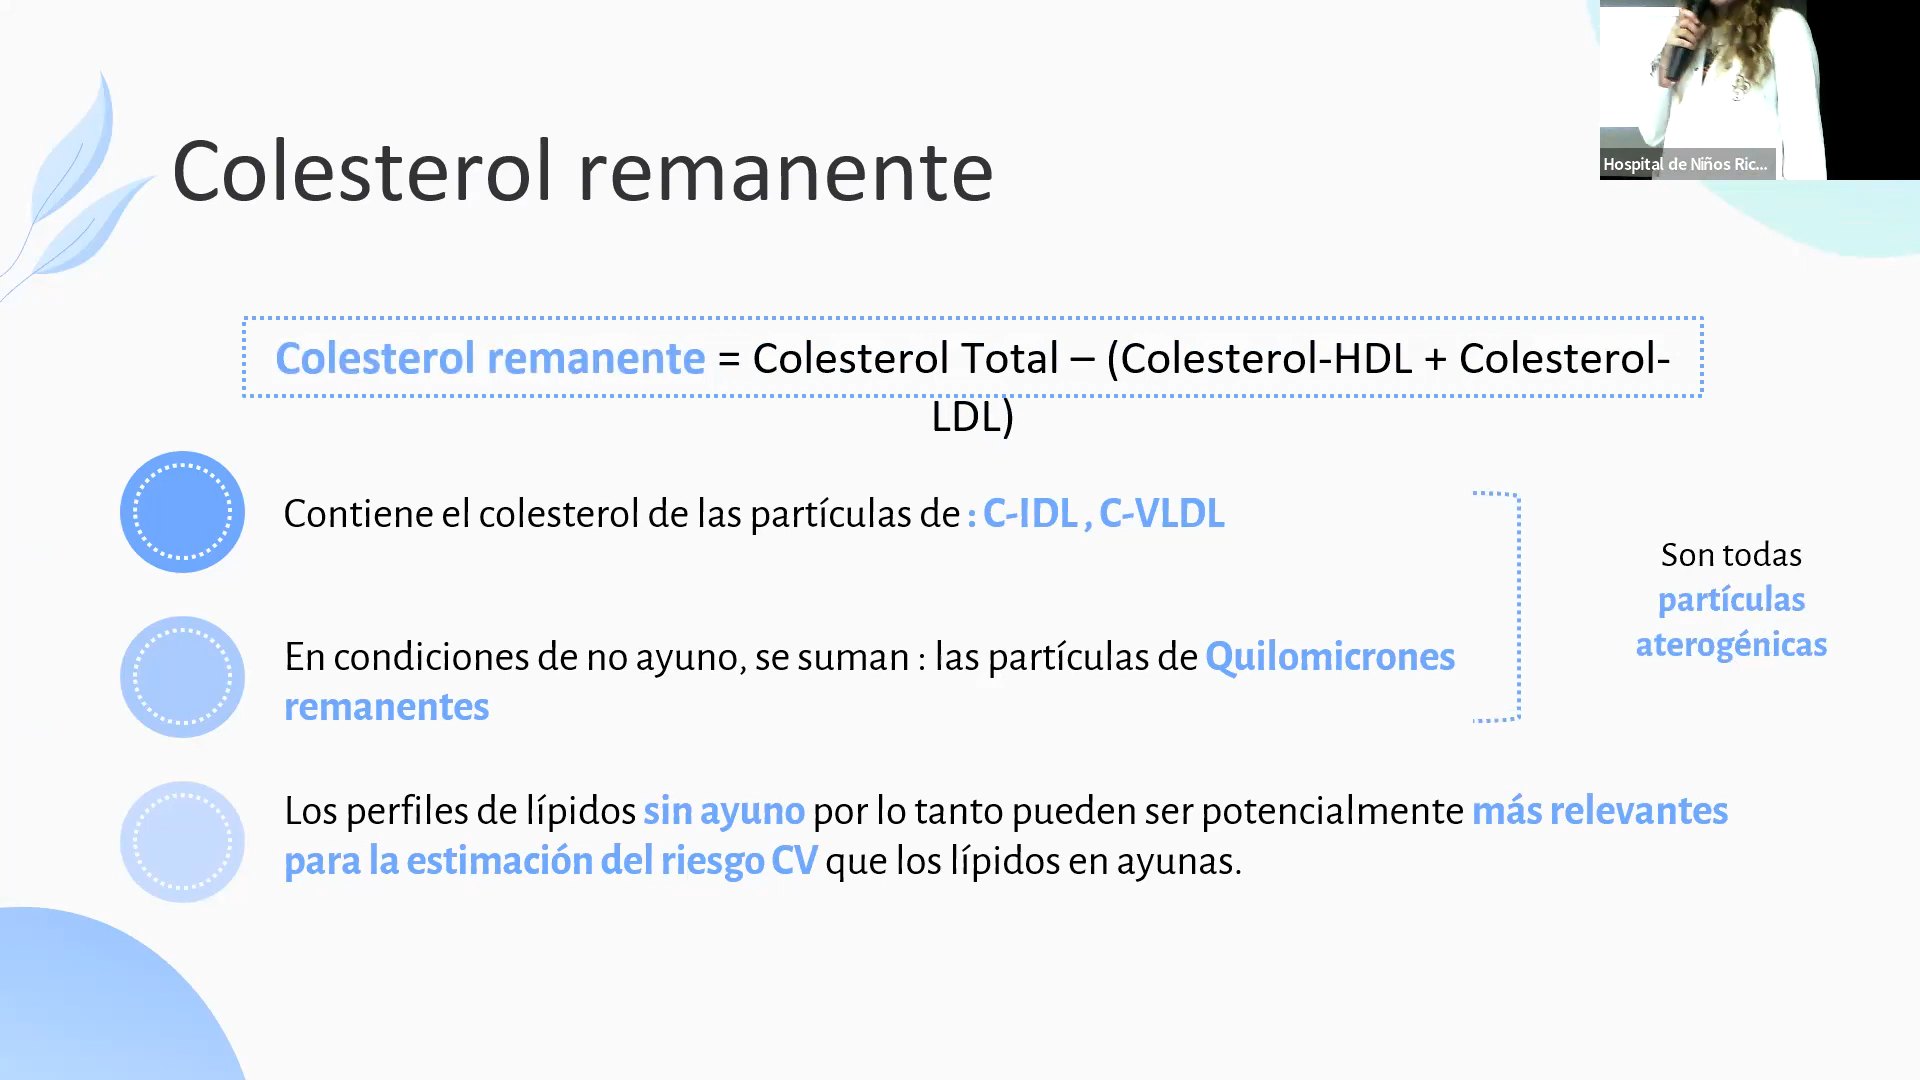 Hospital de Niños Ric...
Colesterol remanente
Colesterol remanente = Colesterol Total – (Colesterol-HDL + Colesterol-
LDL)
Contiene el colesterol de las partículas de : C-IDL , C-VLDL
En condiciones de no ayuno, se suman : las partículas de Quilomicrones
remanentes
Son todas
partículas
aterogénicas
Los perfiles de lípidos sin ayuno por lo tanto pueden ser potencialmente más relevantes
para la estimación del riesgo CV que los lípidos en ayunas.